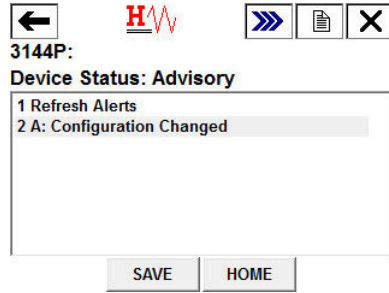 H
3144P:
Device Status: Advisory
1 Refresh Alerts
2 A: Configuration Changed
SAVE HOME